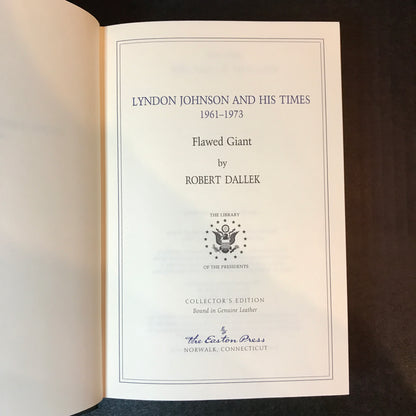 LYNDON JOHNSON AND HIS TIMES
1961–1973
Flawed Giant
by
ROBERT DALLEK
THE LIBRARY
OF THE PRESIDENTS
COLLECTOR'S EDITION
Bound in Genuine Leather
The Easton Press
NORWALK, CONNECTICUT